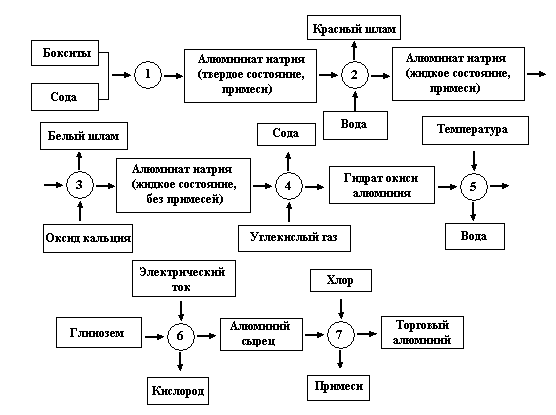 Красный шлам
Бокситы
Сода
1
Алюминат натрия
(твердое состояние,
примеси)
2
Алюминат натрия
(жидкое состояние,
примеси)
Вода
Белый шлам
Сода
Температура
3
Алюминат натрия
(жидкое состояние,
без примесей)
4
Гидрат окиси
алюминия
5
Оксид кальция
Углекислый газ
Вода
Электрический
ток
Хлор
Глинозем
6
Алюминий
сырец
7
Торговый
алюминий
Кислород
Примеси